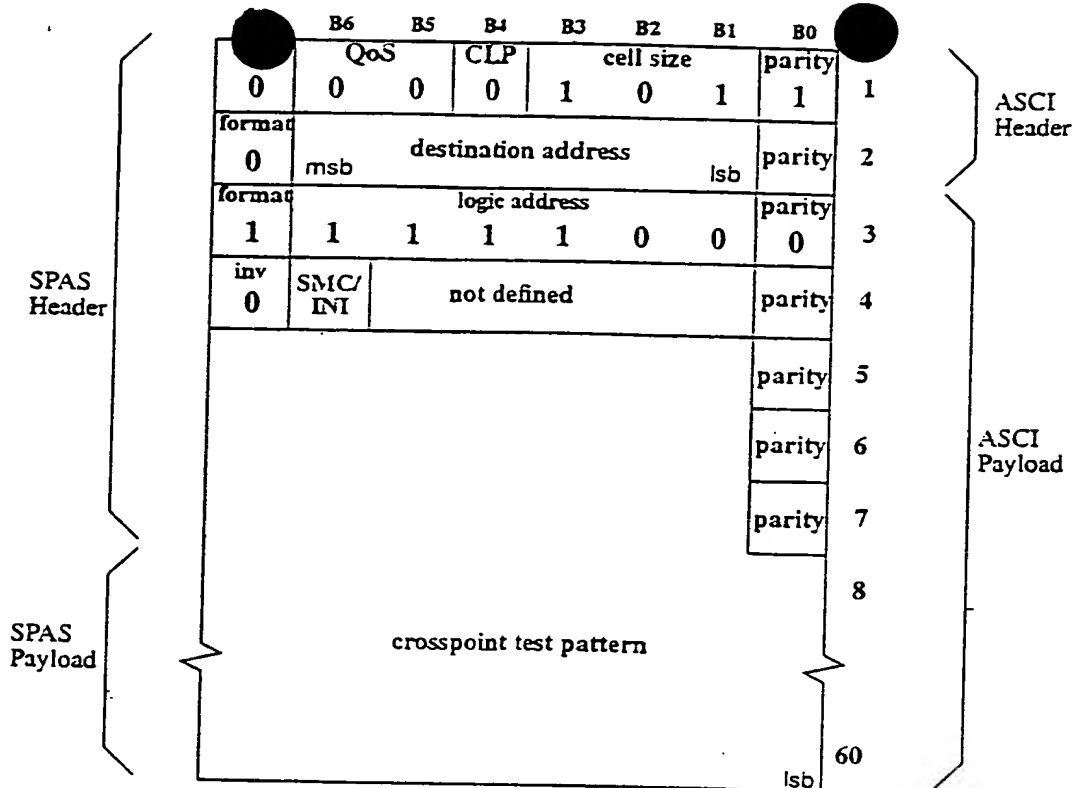 B6 B5 B4 B3 B2 B1 B0
QoS CLP cell size parity
0 0 0 0 1 0 1 1 1
ASCI
Header
format
0 msb destination address lsb parity 2
format logic address parity
1 1 1 1 1 0 0 0 3
SPAS
Header
inv
0 SMC/
INI not defined parity 4
parity 5
parity 6
ASCI
Payload
parity 7
8
SPAS
Payload
crosspoint test pattern
60
lsb